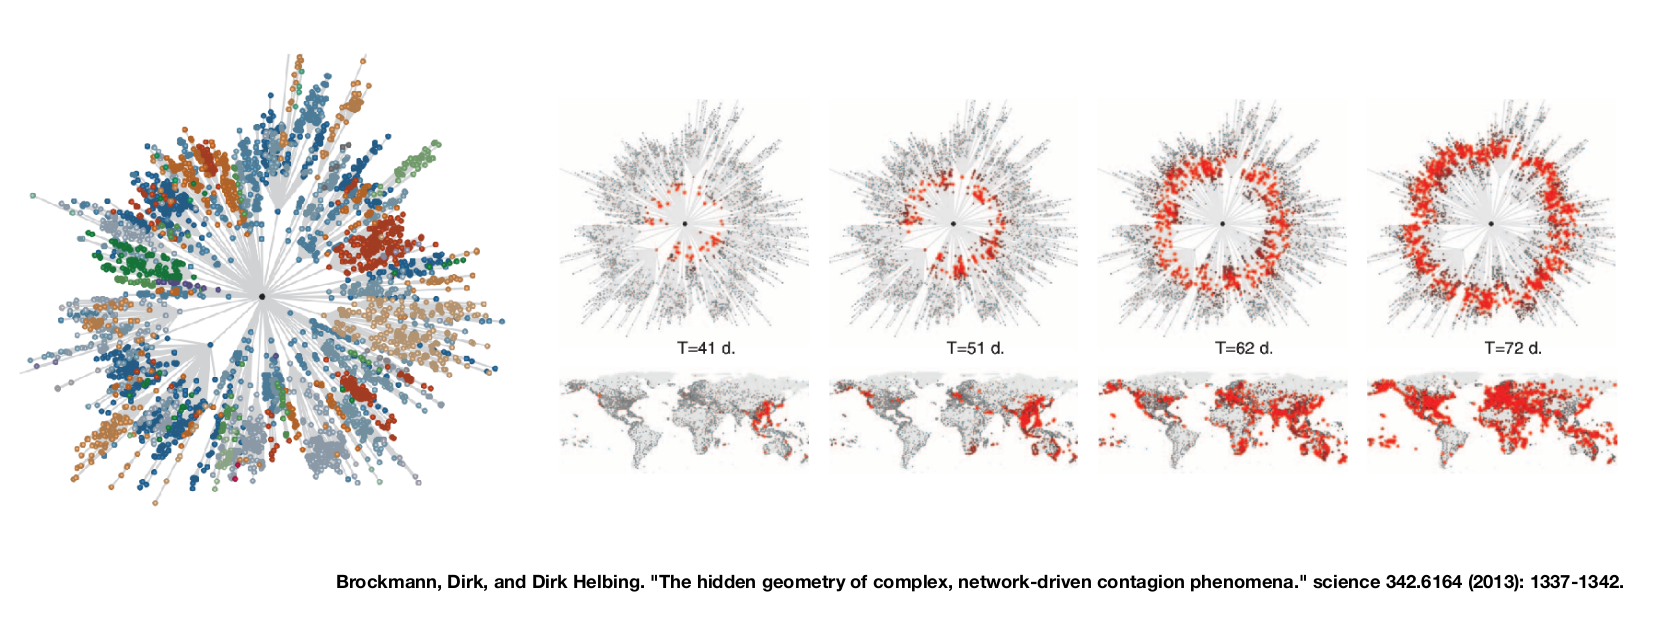 T=41 d.
T=51 d.
T=62 d.
T=72 d.
Brockmann, Dirk, and Dirk Helbing. "The hidden geometry of complex, network-driven contagion phenomena." science 342.6164 (2013): 1337-1342.